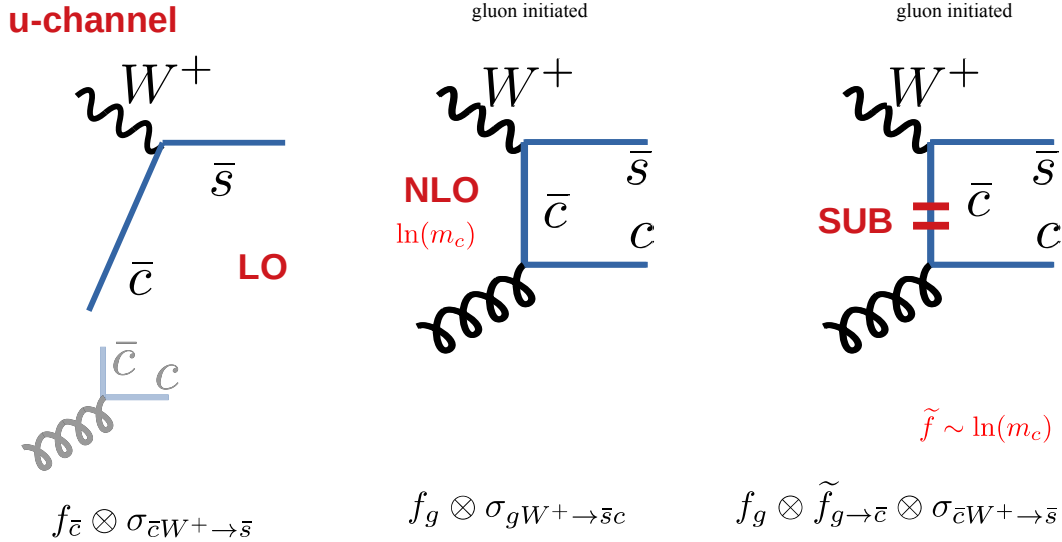 u-channel
gluon initiated
gluon initiated
W⁺
s̄
c̄
LO
c̄
c
f_c̄ ⊗ σ_c̄W⁺→s̄
W⁺
s̄
NLO
c̄
ln(m_c)
c
f_g ⊗ σ_gW⁺→s̄c
W⁺
s̄
SUB
c̄
c
f̃ ∼ ln(m_c)
f_g ⊗ f̃_g→c̄ ⊗ σ_c̄W⁺→s̄